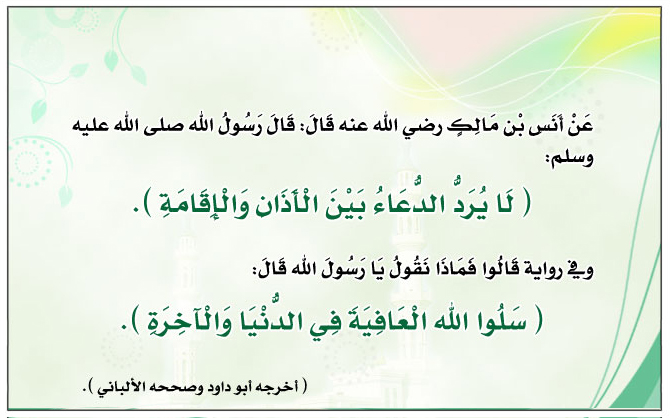 عَنْ أَنَسِ بْنِ مَالِكٍ رضي الله عنه قَالَ: قَالَ رَسُولُ الله صلى الله عليه
وسلم:
( لَا يُرَدُّ الدُّعَاءُ بَيْنَ الْأَذَانِ وَالْإِقَامَةِ ).
وفي رواية قَالُوا فَمَاذَا نَقُولُ يَا رَسُولَ الله قَالَ:
( سَلُوا الله الْعَافِيَةَ فِي الدُّنْيَا وَالْآخِرَةِ ).
( أخرجه أبو داود وصححه الألباني ).